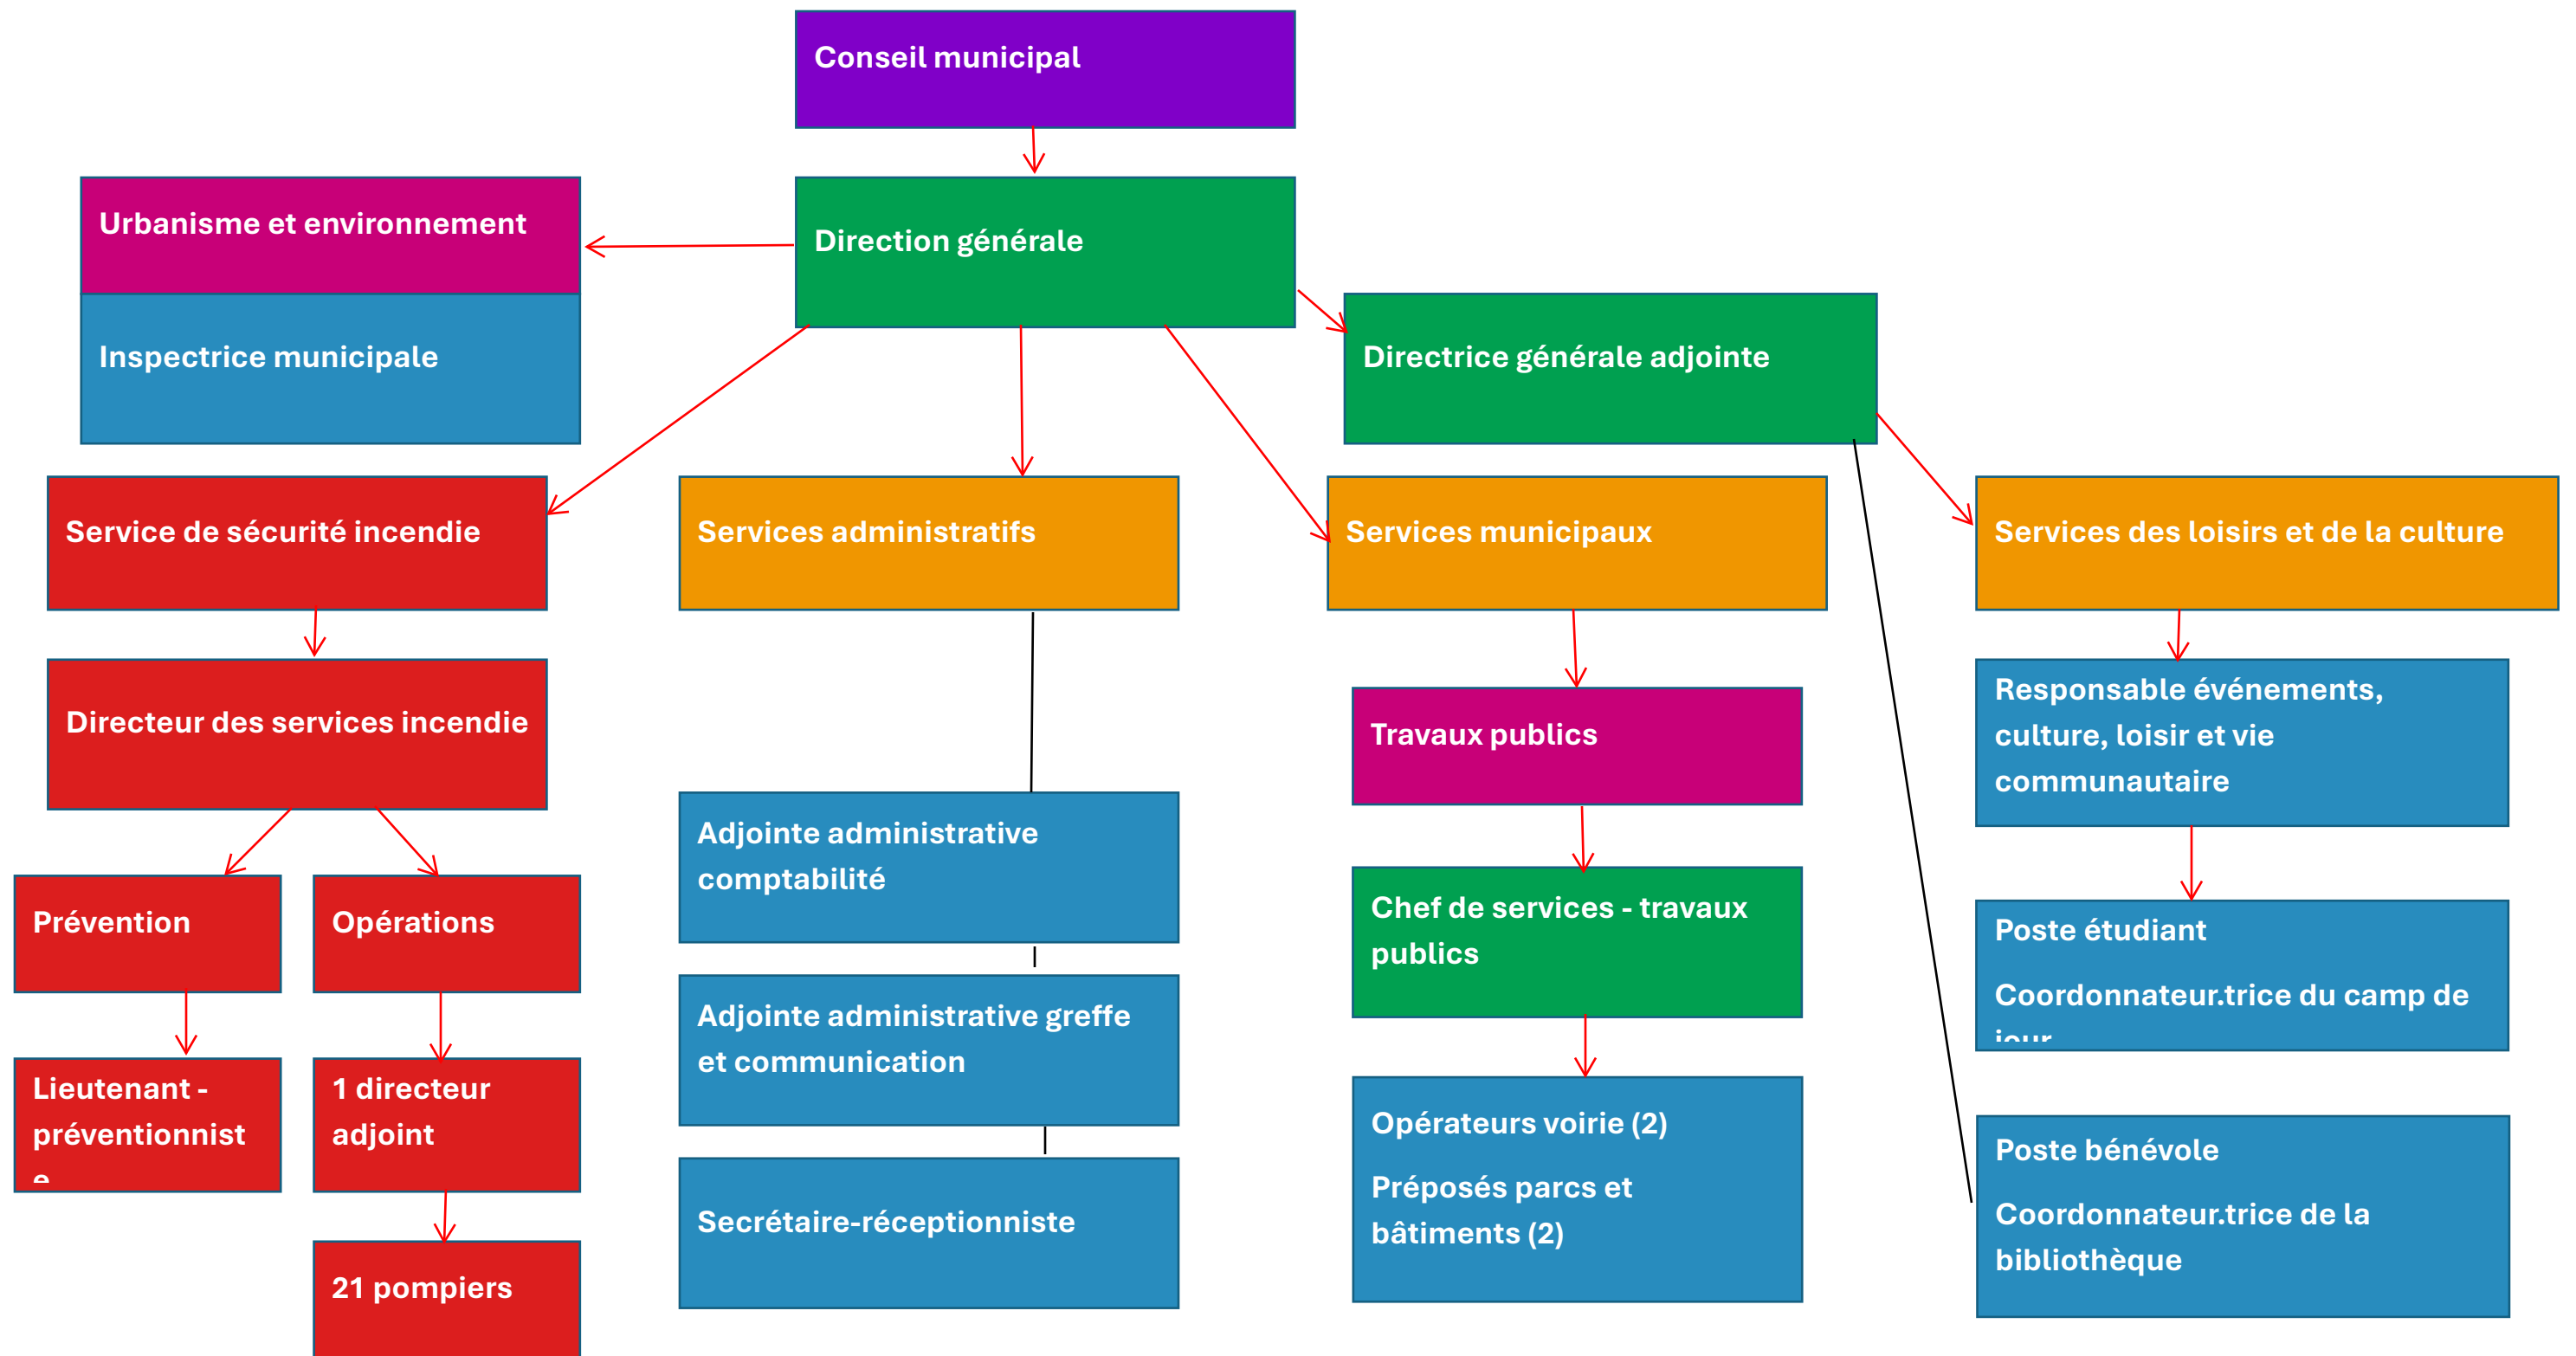 Conseil municipal
Urbanisme et environnement
Direction générale
Inspectrice municipale
Directrice générale adjointe
Service de sécurité incendie
Services administratifs
Services municipaux
Services des loisirs et de la culture
Directeur des services incendie
Prévention
Opérations
Lieutenant -
préventionnist
e
1 directeur
adjoint
21 pompiers
Adjointe administrative
comptabilité
Adjointe administrative greffe
et communication
Secrétaire-réceptionniste
Travaux publics
Chef de services - travaux
publics
Opérateurs voirie (2)
Préposés parcs et
bâtiments (2)
Responsable événements,
culture, loisir et vie
communautaire
Poste étudiant
Coordonnateur.trice du camp de
jour
Poste bénévole
Coordonnateur.trice de la
bibliothèque